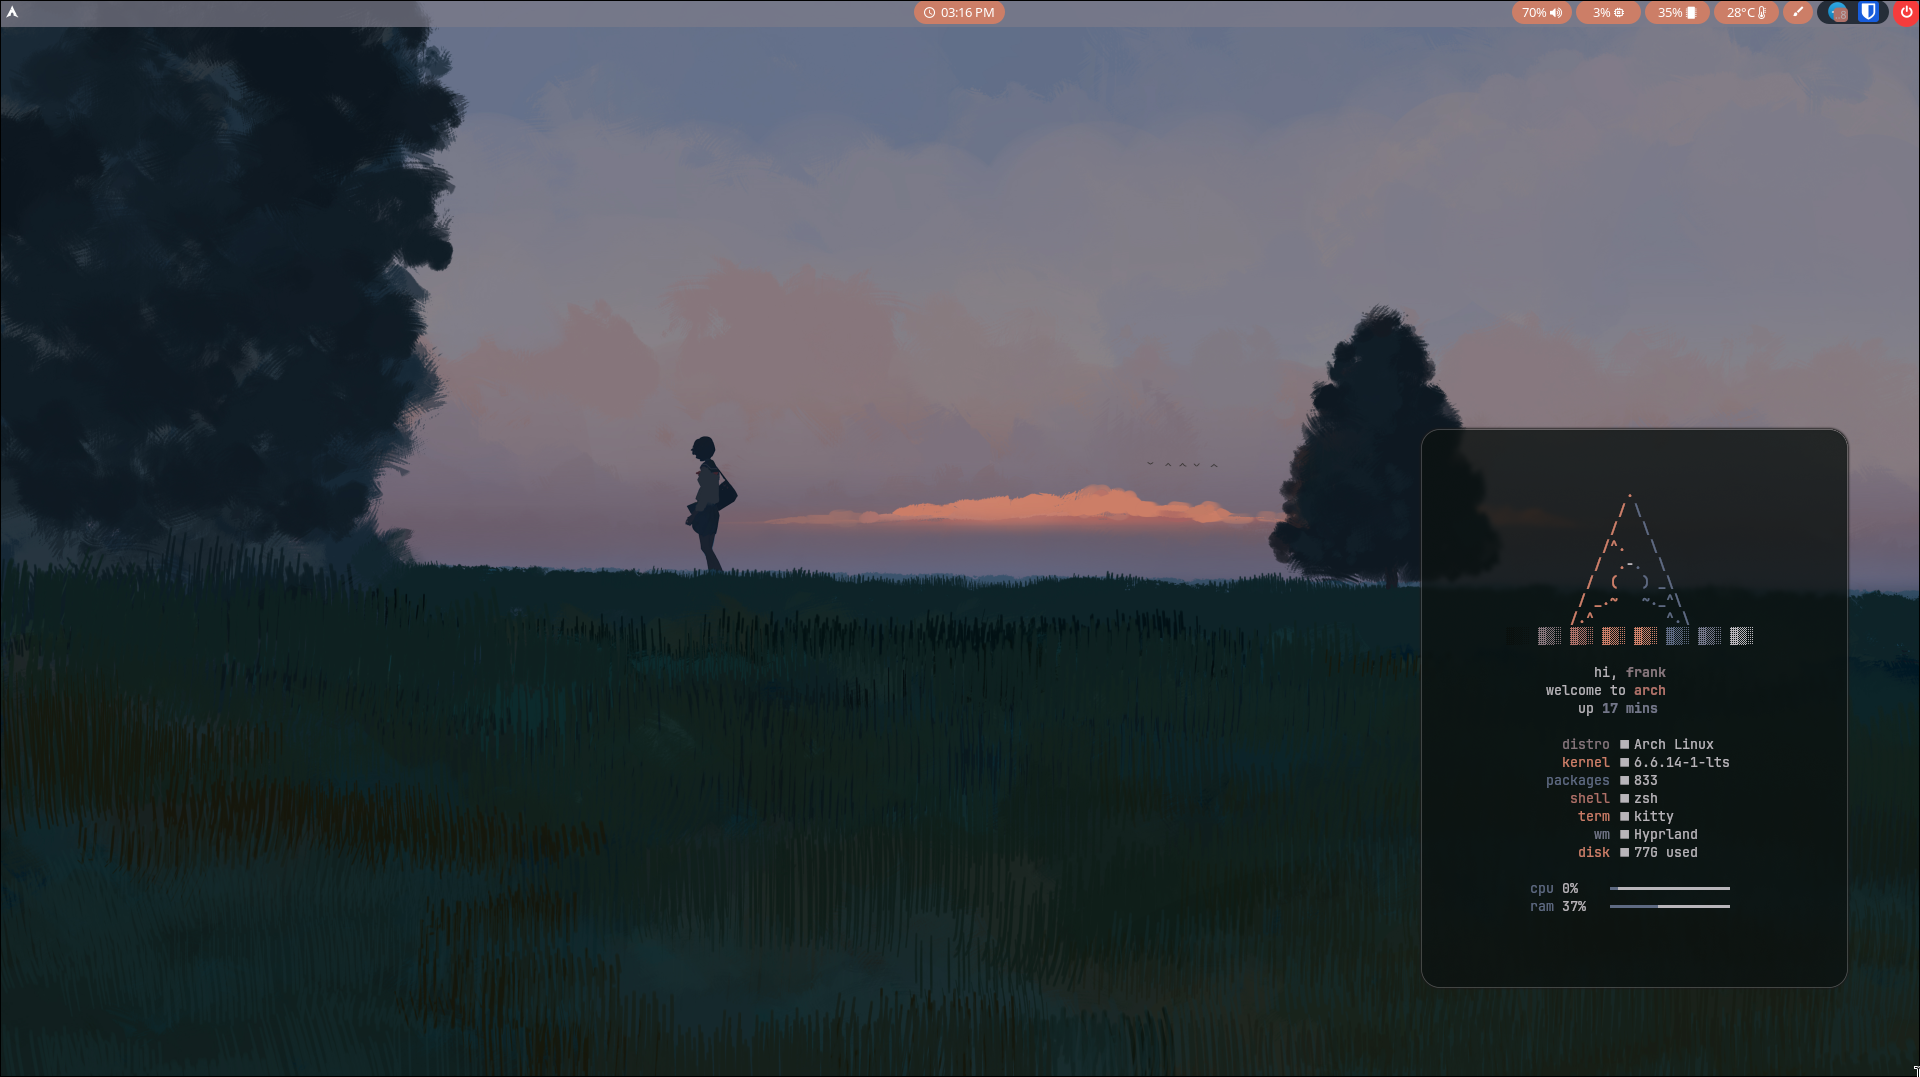 03:16 PM
70% 3% 35% 28°C
hi, frank
welcome to arch
up 17 mins
distro ■ Arch Linux
kernel ■ 6.6.14-1-lts
packages ■ 833
shell ■ zsh
term ■ kitty
wm ■ Hyprland
disk ■ 77G used
cpu 0%
ram 37%